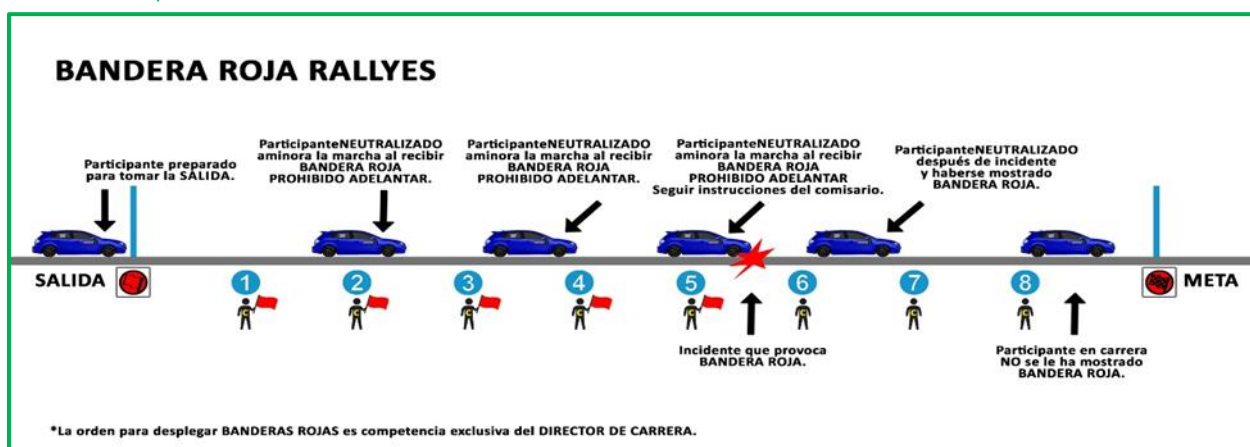 BANDERA ROJA RALLYES
Participante preparado
para tomar la SALIDA.
ParticipanteNEUTRALIZADO
aminora la marcha al recibir
BANDERA ROJA
PROHIBIDO ADELANTAR.
ParticipanteNEUTRALIZADO
aminora la marcha al recibir
BANDERA ROJA
PROHIBIDO ADELANTAR.
ParticipanteNEUTRALIZADO
aminora la marcha al recibir
BANDERA ROJA
PROHIBIDO ADELANTAR
Seguir instrucciones del comisario.
ParticipanteNEUTRALIZADO
después de incidente
y haberse mostrado
BANDERA ROJA.
SALIDA
1
2
3
4
5
6
7
8
META
C
C
C
C
C
C
C
C
Incidente que provoca
BANDERA ROJA.
Participante en carrera
NO se le ha mostrado
BANDERA ROJA.
*La orden para desplegar BANDERAS ROJAS es competencia exclusiva del DIRECTOR DE CARRERA.